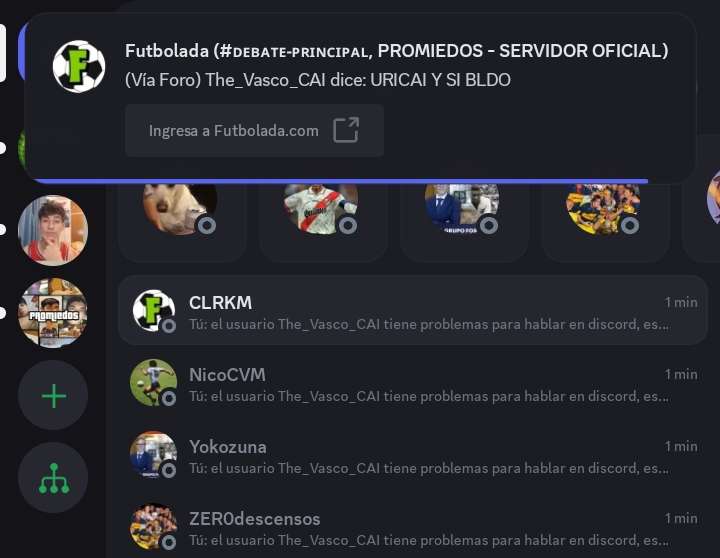 Futbolada (#DEBATE-PRINCIPAL, PROMIEDOS - SERVIDOR OFICIAL)
(Vía Foro) The_Vasco_CAI dice: URICAI Y SI BLDO
Ingresa a Futbolada.com
GRUPO FOR
CLRKM
1 min
Tú: el usuario The_Vasco_CAI tiene problemas para hablar en discord, es...
PROMIEDOS
NicoCVM
1 min
Tú: el usuario The_Vasco_CAI tiene problemas para hablar en discord, es...
Yokozuna
1 min
Tú: el usuario The_Vasco_CAI tiene problemas para hablar en discord, es...
ZER0descensos
1 min
Tú: el usuario The_Vasco_CAI tiene problemas para hablar en discord, es...